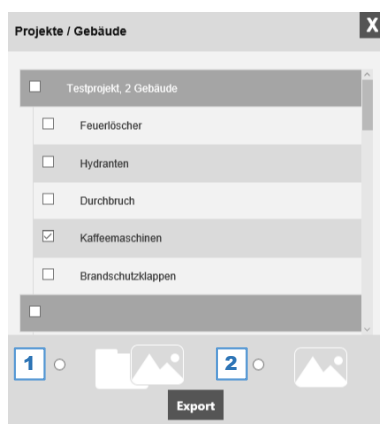 Projekte / Gebäude
X
Testprojekt, 2 Gebäude
Feuerlöscher
Hydranten
Durchbruch
Kaffeemaschinen
Brandschutzklappen
1 2
Export